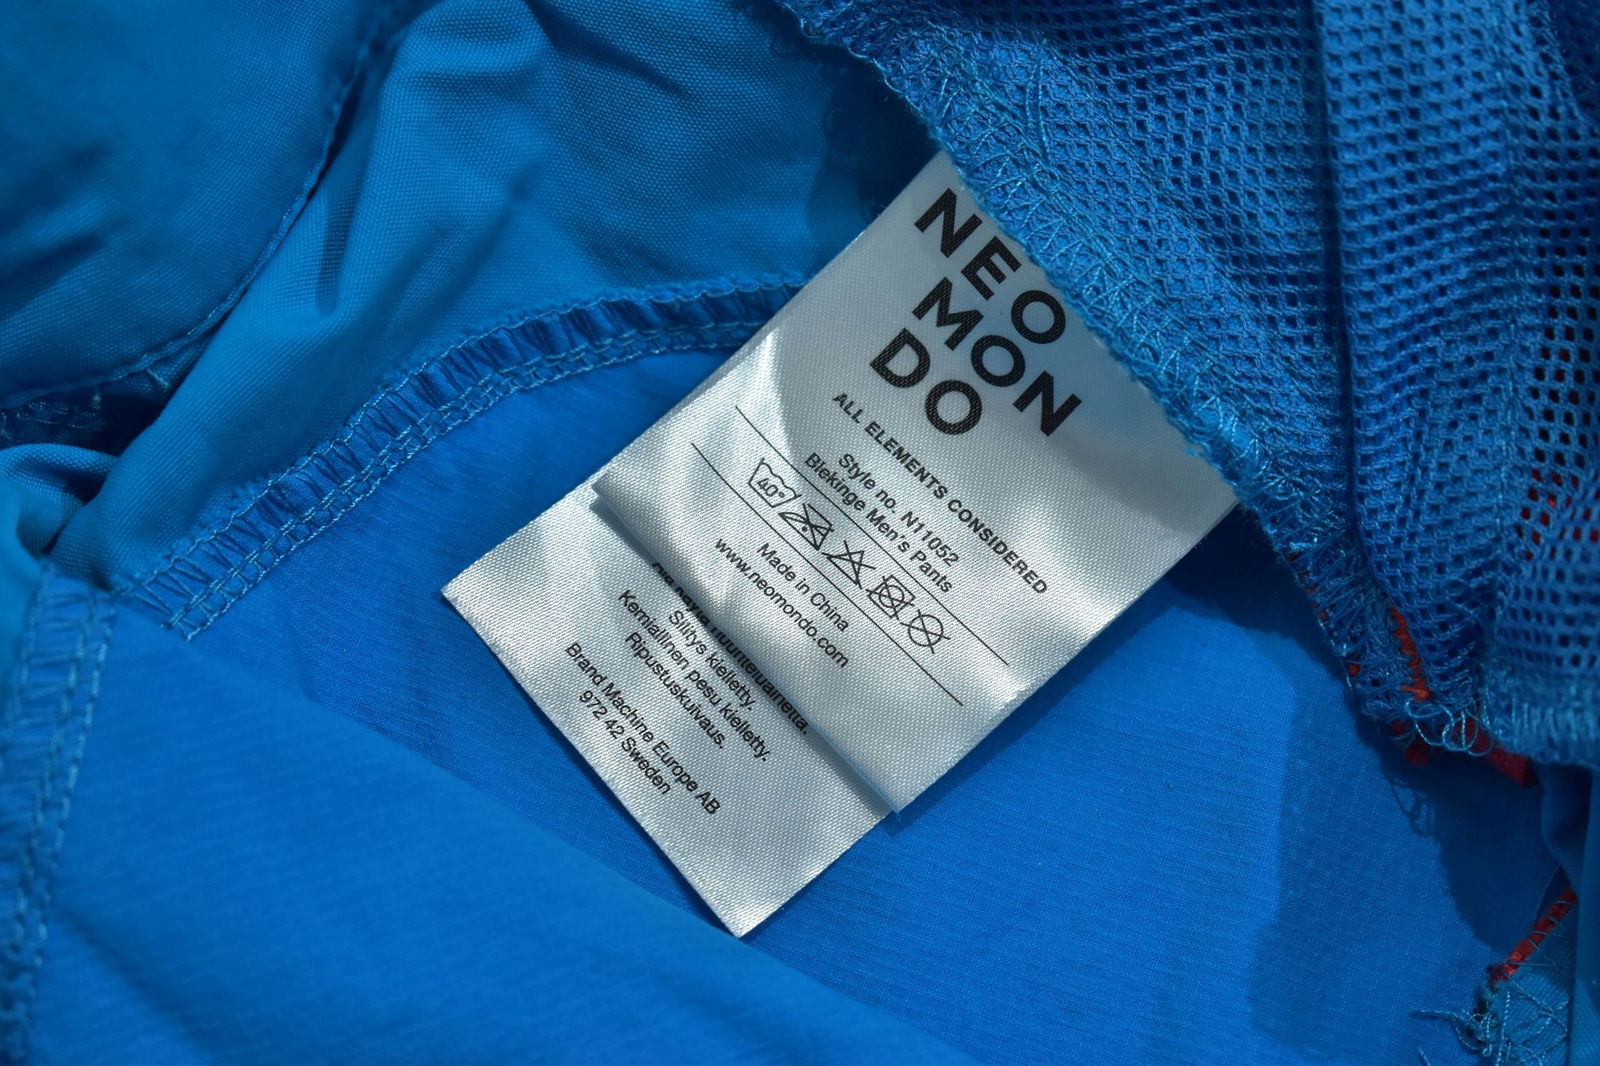 NEO
MON
DO
ALL ELEMENTS CONSIDERED
Style no. N11052
Blekinge Men's Pants
40°
Made in China
www.neomondo.com
Silitys kielletty.
Kemiallinen pesu kielletty.
Ripustuskuivaus.
Brand Machine Europe AB
972 42 Sweden